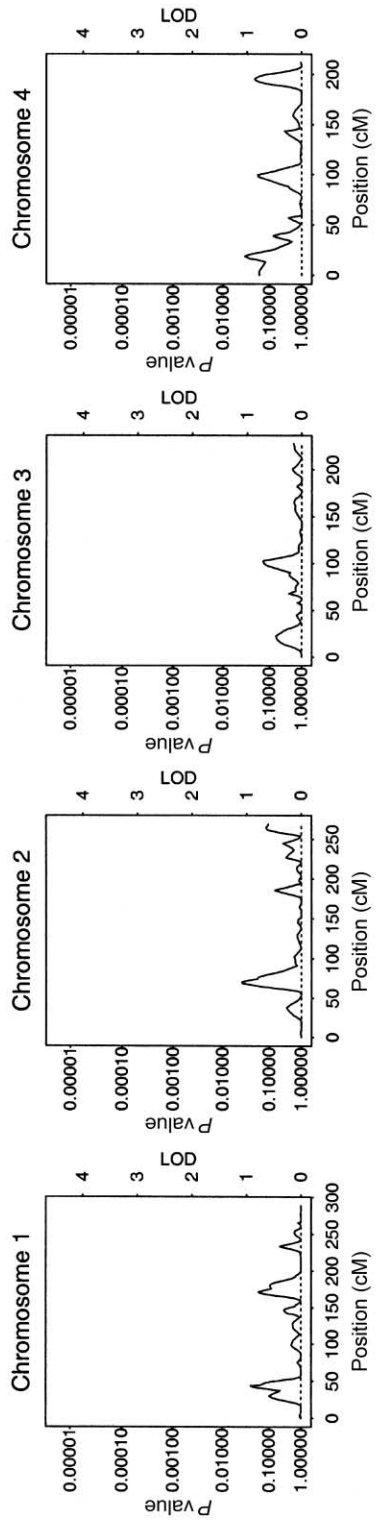 Chromosome 1
P value
0.00001
0.00010
0.00100
0.01000
0.10000
1.00000
LOD
4
3
2
1
0
0 50 100 150 200 250 300
Position (cM)
Chromosome 2
P value
0.00001
0.00010
0.00100
0.01000
0.10000
1.00000
LOD
4
3
2
1
0
0 50 100 150 200 250
Position (cM)
Chromosome 3
P value
0.00001
0.00010
0.00100
0.01000
0.10000
1.00000
LOD
4
3
2
1
0
0 50 100 150 200
Position (cM)
Chromosome 4
P value
0.00001
0.00010
0.00100
0.01000
0.10000
1.00000
LOD
4
3
2
1
0
0 50 100 150 200
Position (cM)